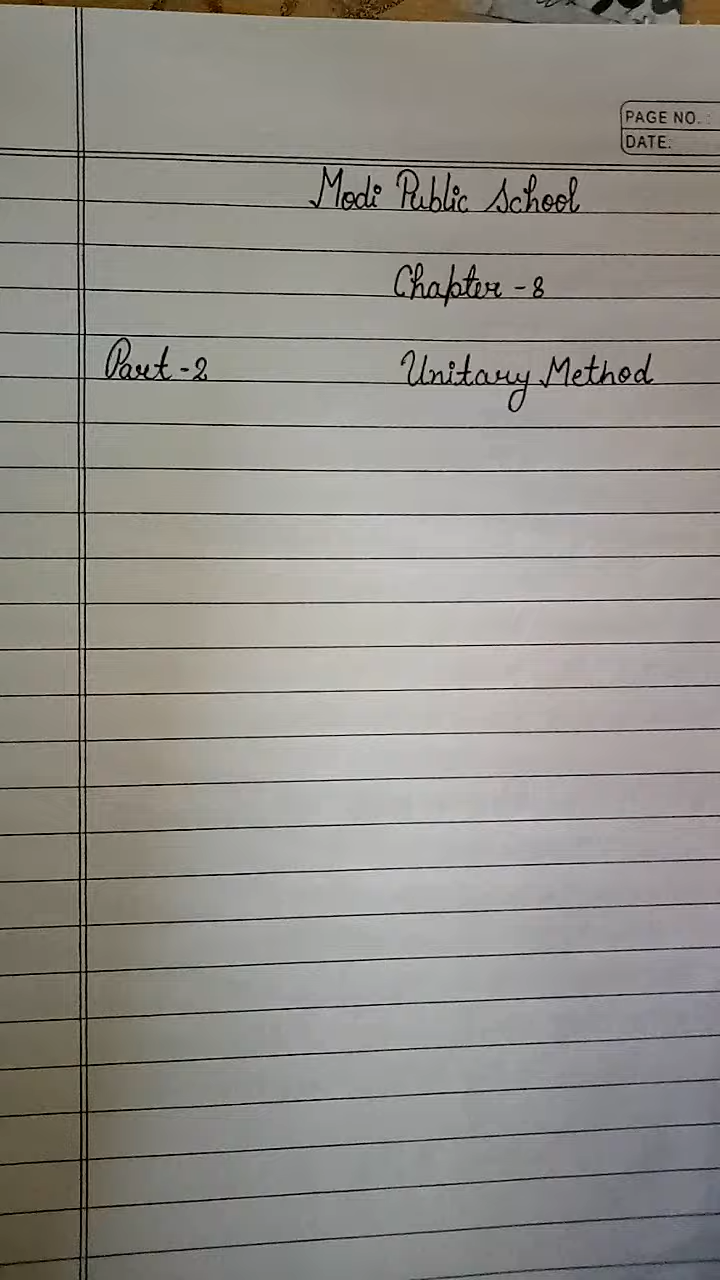 PAGE NO. :
DATE:
Modi Public School
Chapter - 8
Part - 2 Unitary Method